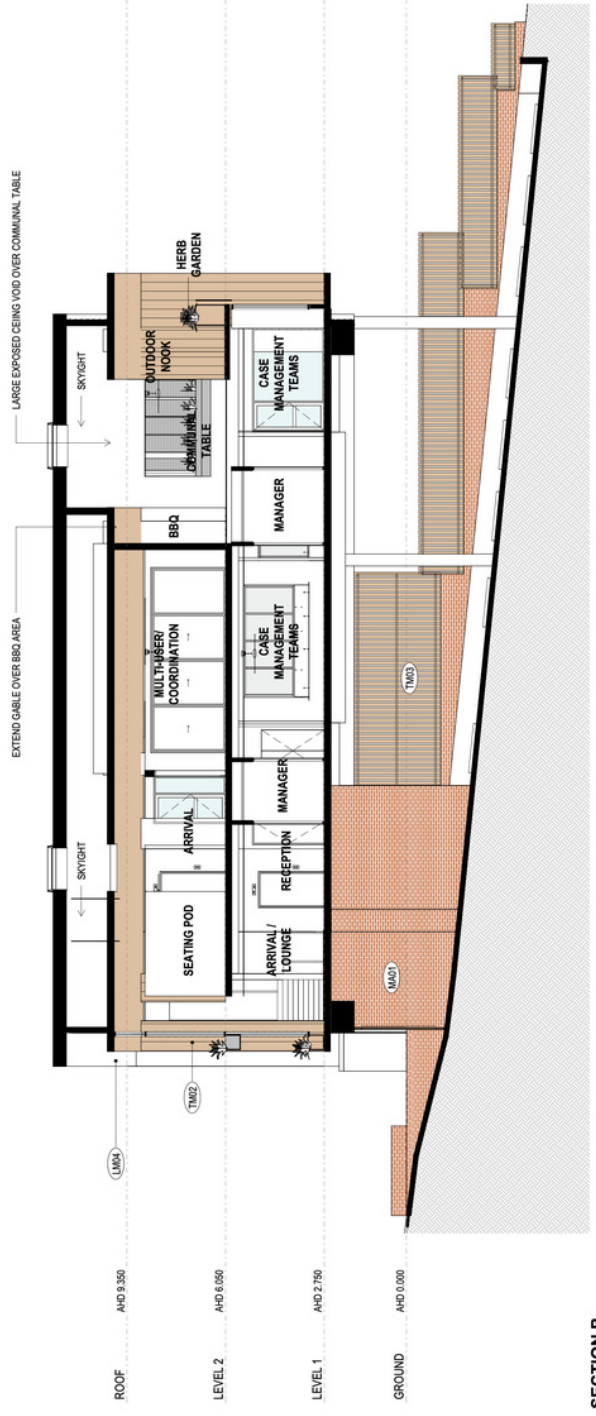 LARGE EXPOSED CEIING VOID OVER COMMUNAL TABLE
EXTEND GABLE OVER BBQ AREA
SKYIGHT
SKYIGHT
ROOF
AHD 9.350
LM04
TM02
SEATING POD
ARRIVAL
MULTI-USER/
COORDINATION
BBQ
COMMUNAL
TABLE
OUTDOOR
NOOK
HERB
GARDEN
LEVEL 2
AHD 6.050
ARRIVAL /
LOUNGE
RECEPTION
MANAGER
CASE
MANAGEMENT
TEAMS
MANAGER
CASE
MANAGEMENT
TEAMS
LEVEL 1
AHD 2.750
MA01
TM03
GROUND
AHD 0.000
SECTION B